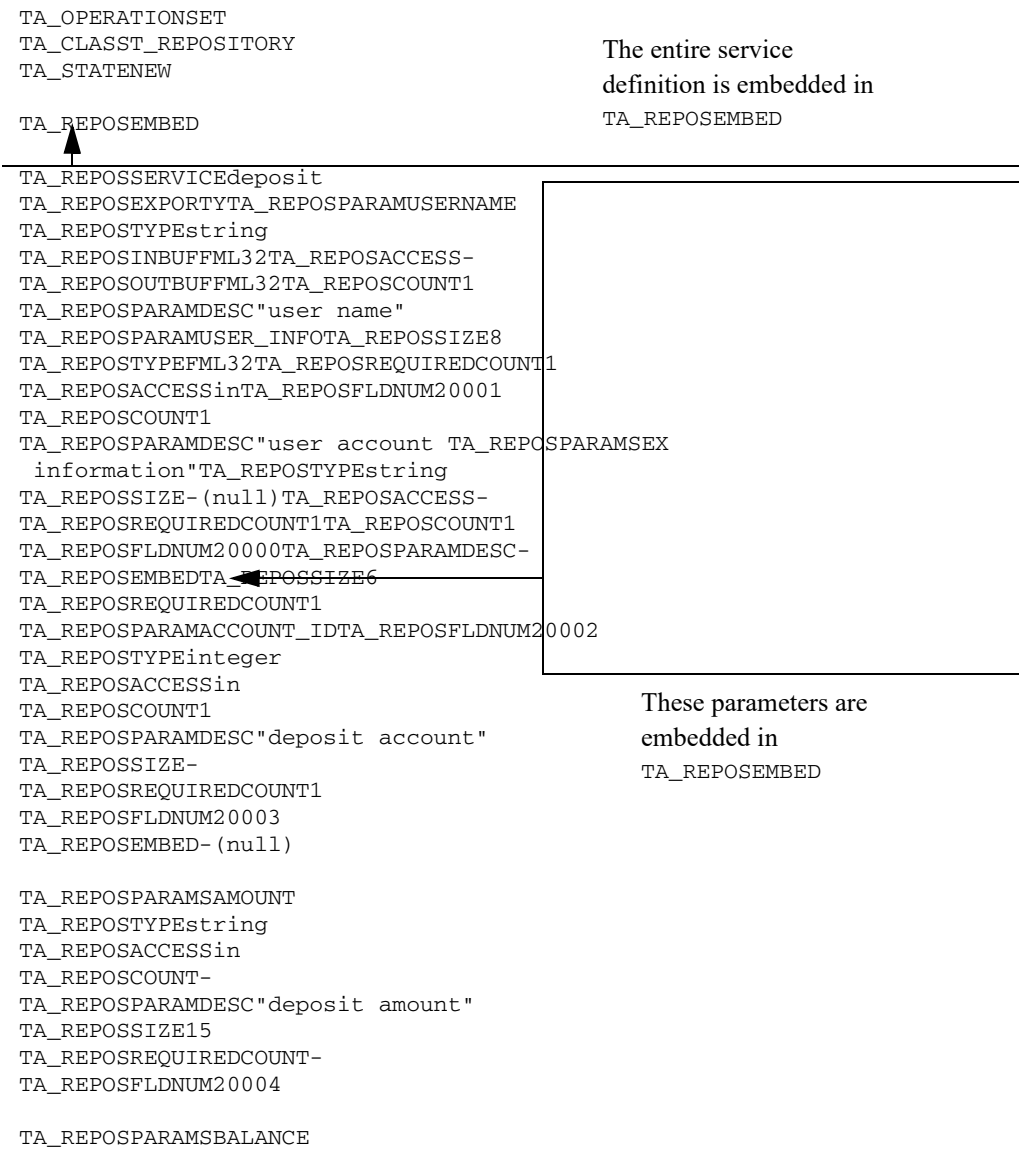 TA_OPERATIONSET
TA_CLASST_REPOSITORY
TA_STATENEW
TA_REPOSEMBED
The entire service
definition is embedded in
TA_REPOSEMBED
TA_REPOSSERVICEdeposit
TA_REPOSEXPORTYTA_REPOSPARAMUSERNAME
TA_REPOSTYPEstring
TA_REPOSINBUFFML32TA_REPOSACCESS-
TA_REPOSOUTBUFFML32TA_REPOSCOUNT1
TA_REPOSPARAMDESC"user name"
TA_REPOSPARAMUSER_INFOTA_REPOSSIZE8
TA_REPOSTYPEFML32TA_REPOSREQUIREDCOUNT1
TA_REPOSACCESSinTA_REPOSFLDNUM20001
TA_REPOSCOUNT1
TA_REPOSPARAMDESC"user account TA_REPOSPARAMSEX
information"TA_REPOSTYPEstring
TA_REPOSSIZE-(null)TA_REPOSACCESS-
TA_REPOSREQUIREDCOUNT1TA_REPOSCOUNT1
TA_REPOSFLDNUM20000TA_REPOSPARAMDESC-
TA_REPOSEMBEDTA_REPOSSIZE6
TA_REPOSREQUIREDCOUNT1
TA_REPOSPARAMACCOUNT_IDTA_REPOSFLDNUM20002
TA_REPOSTYPEinteger
TA_REPOSACCESSin
TA_REPOSCOUNT1
TA_REPOSPARAMDESC"deposit account"
TA_REPOSSIZE-
TA_REPOSREQUIREDCOUNT1
TA_REPOSFLDNUM20003
TA_REPOSEMBED-(null)
These parameters are
embedded in
TA_REPOSEMBED
TA_REPOSPARAMSAMOUNT
TA_REPOSTYPEstring
TA_REPOSACCESSin
TA_REPOSCOUNT-
TA_REPOSPARAMDESC"deposit amount"
TA_REPOSSIZE15
TA_REPOSREQUIREDCOUNT-
TA_REPOSFLDNUM20004
TA_REPOSPARAMSBALANCE